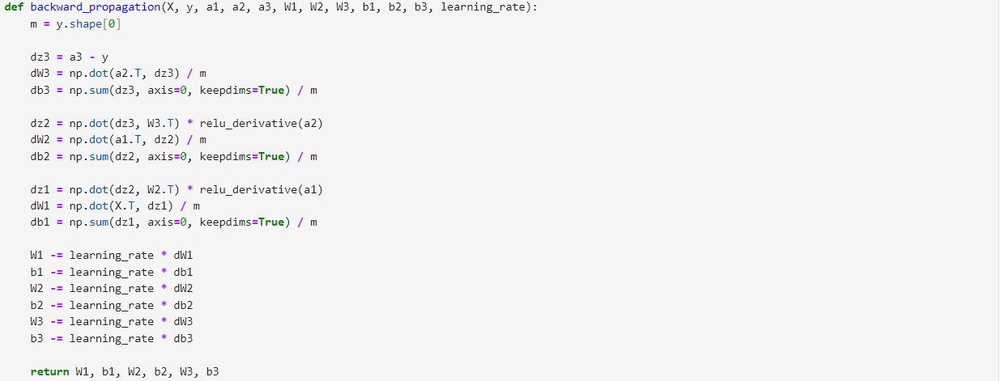 def backward_propagation(X, y, a1, a2, a3, W1, W2, W3, b1, b2, b3, learning_rate):
    m = y.shape[0]

    dz3 = a3 - y
    dW3 = np.dot(a2.T, dz3) / m
    db3 = np.sum(dz3, axis=0, keepdims=True) / m

    dz2 = np.dot(dz3, W3.T) * relu_derivative(a2)
    dW2 = np.dot(a1.T, dz2) / m
    db2 = np.sum(dz2, axis=0, keepdims=True) / m

    dz1 = np.dot(dz2, W2.T) * relu_derivative(a1)
    dW1 = np.dot(X.T, dz1) / m
    db1 = np.sum(dz1, axis=0, keepdims=True) / m

    W1 -= learning_rate * dW1
    b1 -= learning_rate * db1
    W2 -= learning_rate * dW2
    b2 -= learning_rate * db2
    W3 -= learning_rate * dW3
    b3 -= learning_rate * db3

    return W1, b1, W2, b2, W3, b3